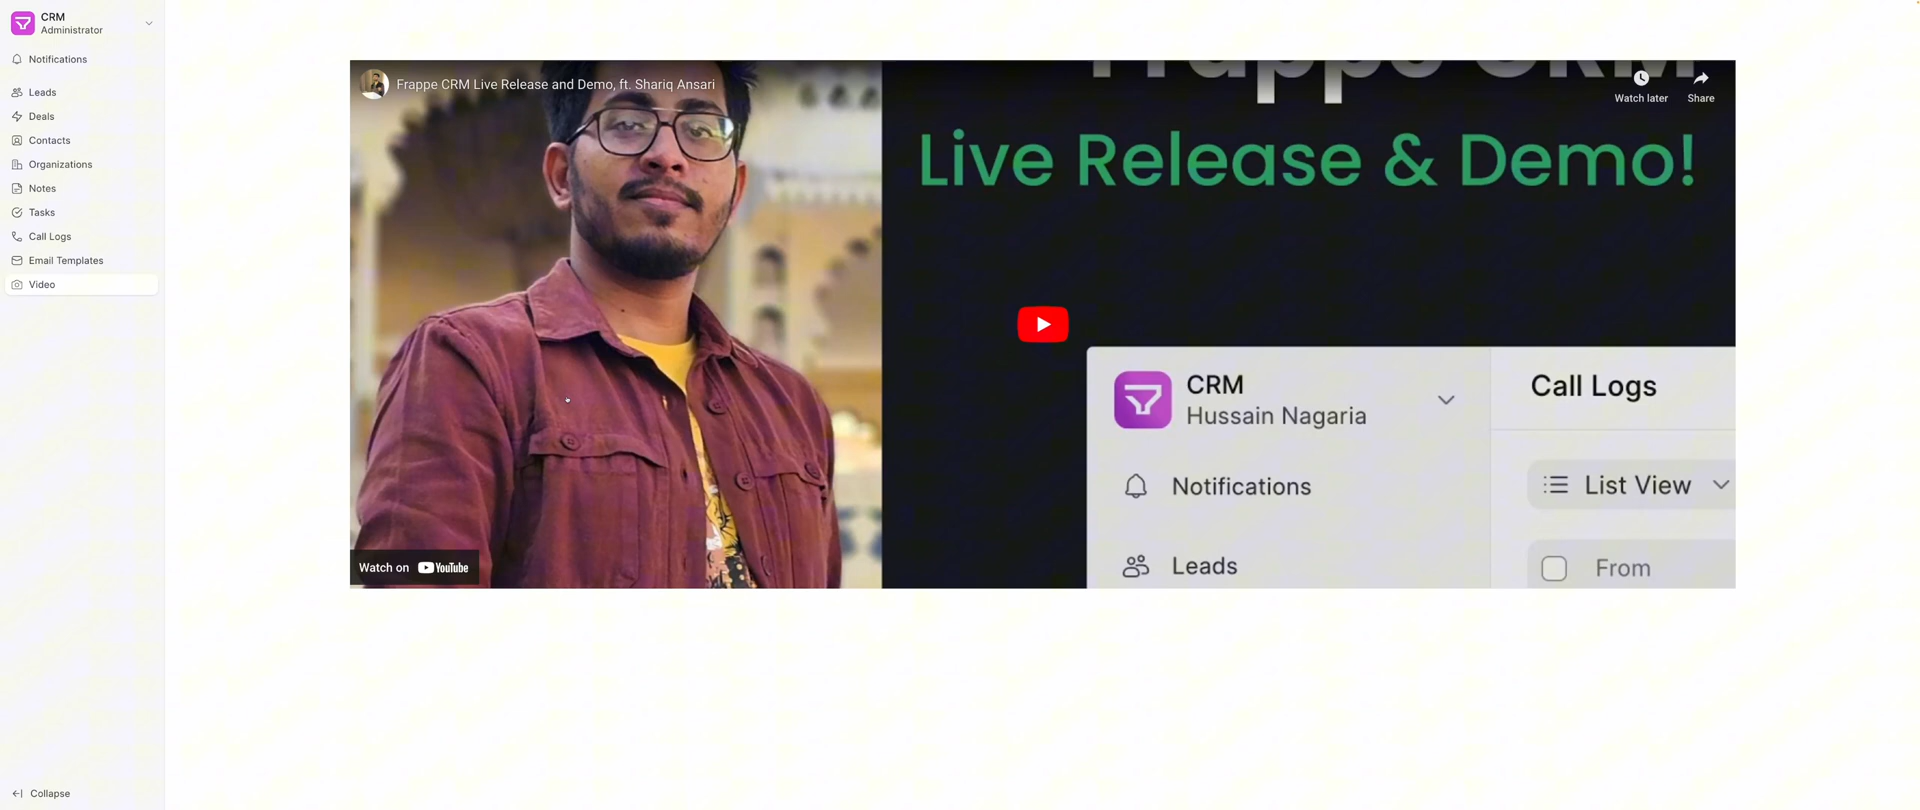 CRM
Administrator
Notifications
Leads
Deals
Contacts
Organizations
Notes
Tasks
Call Logs
Email Templates
Video
Collapse
Frappe CRM Live Release and Demo, ft. Shariq Ansari
Watch later
Share
Frappe CRM
Live Release & Demo!
CRM
Hussain Nagaria
Call Logs
Notifications
List View
Leads
From
Watch on YouTube